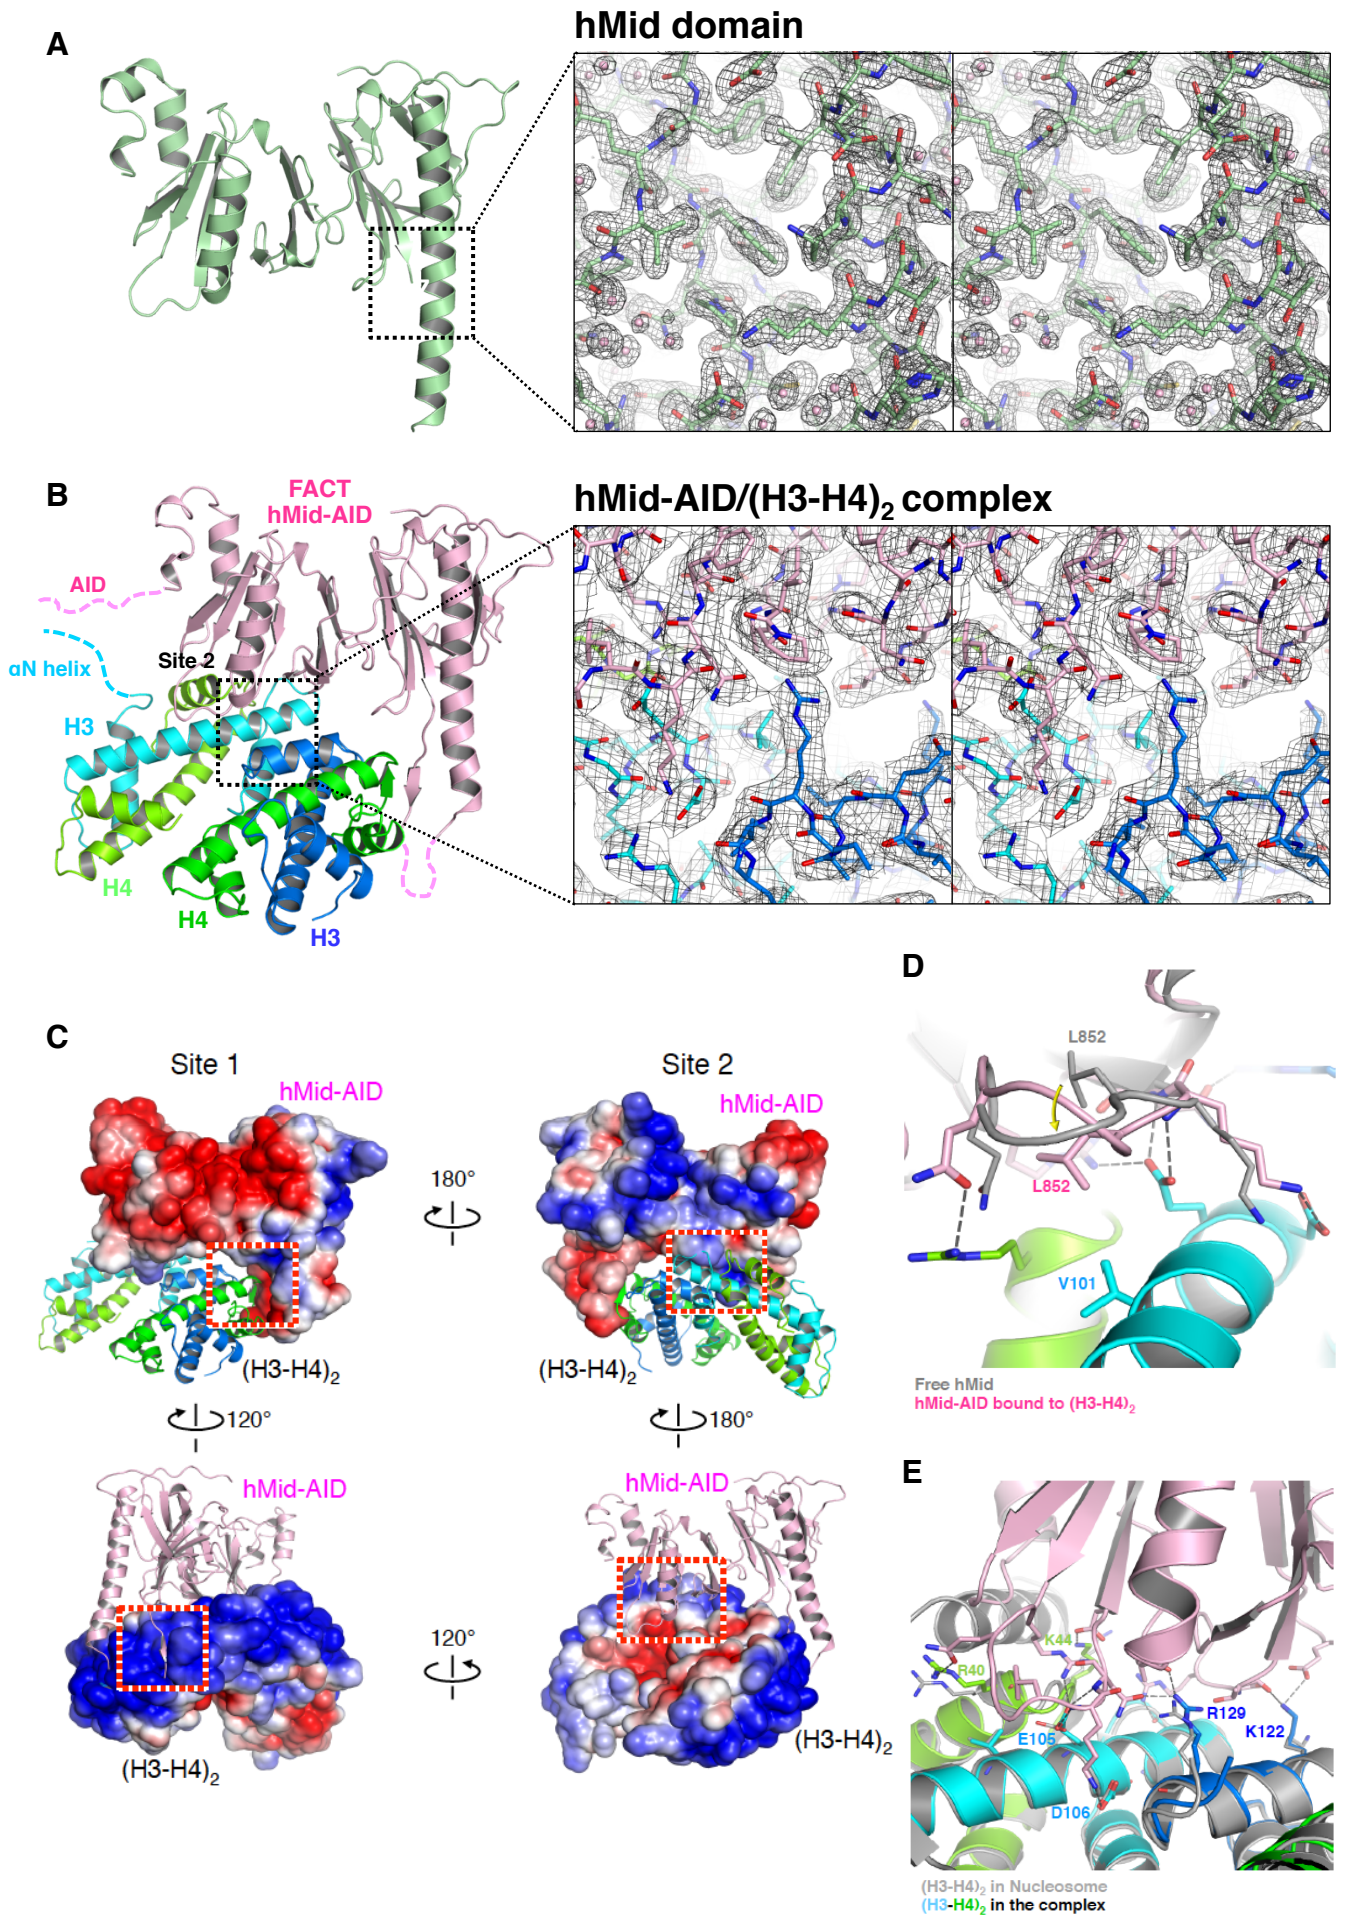 A
hMid domain
B
FACT
hMid-AID
AID
αN helix
Site 2
H3
H4
H4
H3
hMid-AID/(H3-H4)2 complex
C
Site 1
hMid-AID
(H3-H4)2
180°
Site 2
hMid-AID
(H3-H4)2
120°
180°
hMid-AID
(H3-H4)2
120°
hMid-AID
(H3-H4)2
D
L852
L852
V101
Free hMid
hMid-AID bound to (H3-H4)2
E
K44
R40
E105
R129
K122
D106
(H3-H4)2 in Nucleosome
(H3-H4)2 in the complex